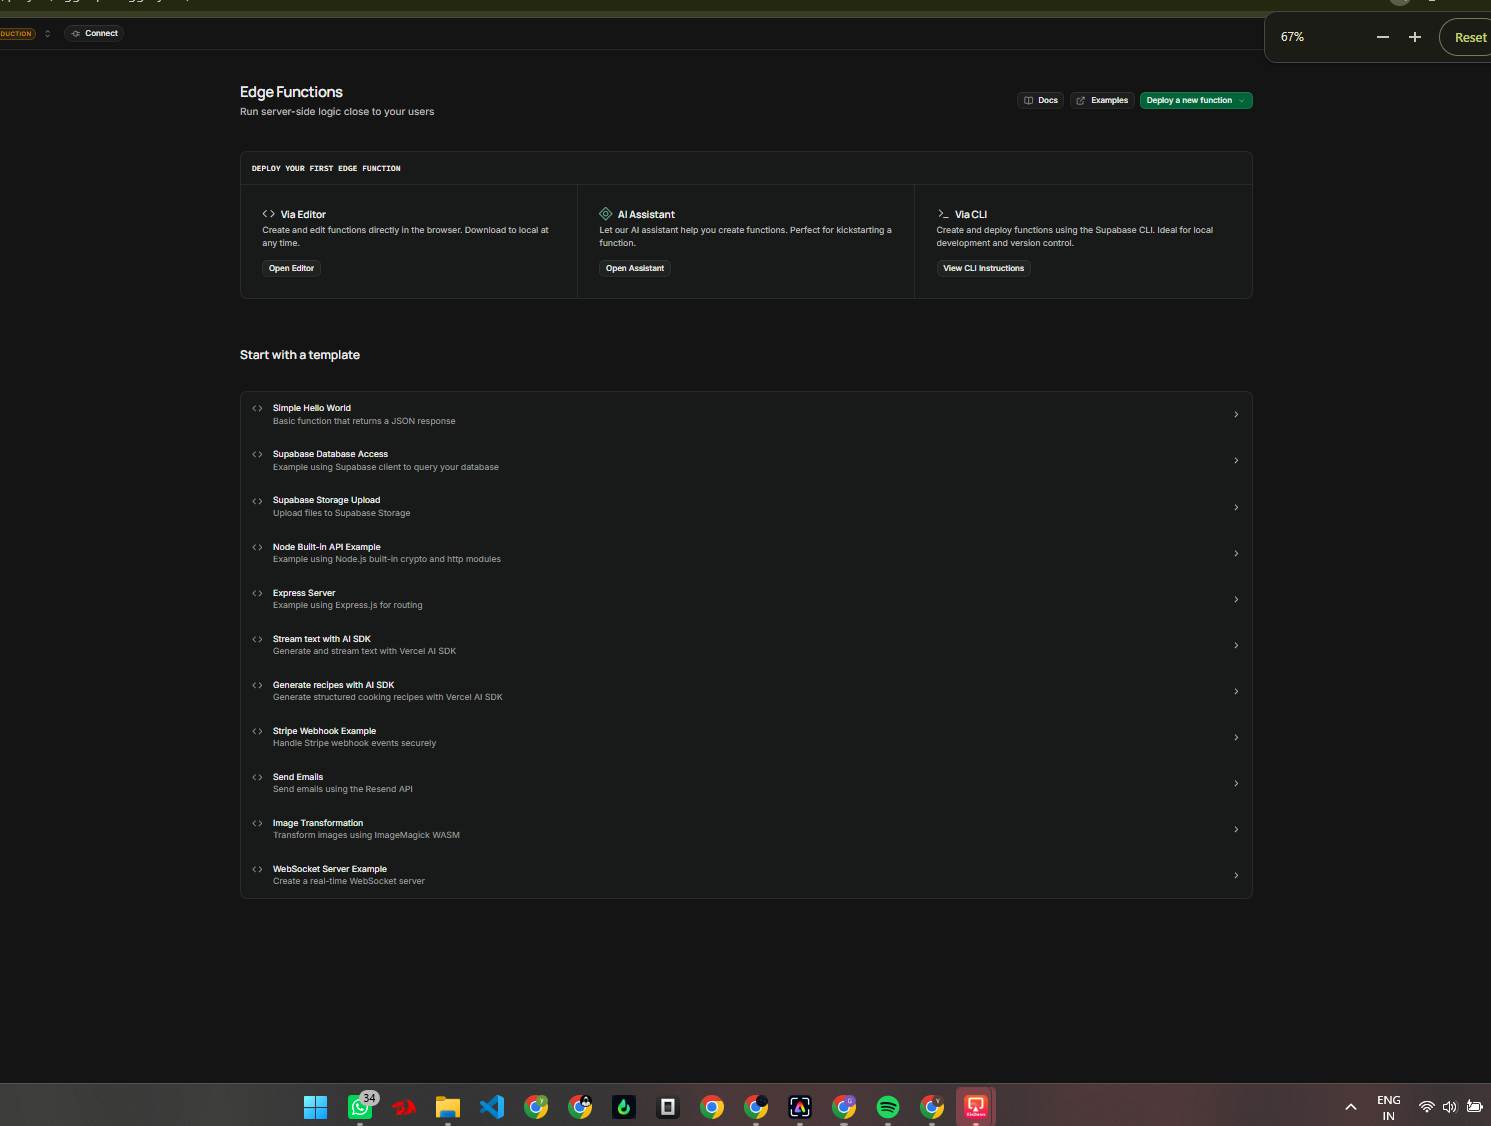 DUCTION
Connect
67%
Reset
Edge Functions
Run server-side logic close to your users
Docs
Examples
Deploy a new function
DEPLOY YOUR FIRST EDGE FUNCTION
Via Editor
Create and edit functions directly in the browser. Download to local at
any time.
Open Editor
AI Assistant
Let our AI assistant help you create functions. Perfect for kickstarting a
function.
Open Assistant
Via CLI
Create and deploy functions using the Supabase CLI. Ideal for local
development and version control.
View CLI Instructions
Start with a template
Simple Hello World
Basic function that returns a JSON response
Supabase Database Access
Example using Supabase client to query your database
Supabase Storage Upload
Upload files to Supabase Storage
Node Built-in API Example
Example using Node.js built-in crypto and http modules
Express Server
Example using Express.js for routing
Stream text with AI SDK
Generate and stream text with Vercel AI SDK
Generate recipes with AI SDK
Generate structured cooking recipes with Vercel AI SDK
Stripe Webhook Example
Handle Stripe webhook events securely
Send Emails
Send emails using the Resend API
Image Transformation
Transform images using ImageMagick WASM
WebSocket Server Example
Create a real-time WebSocket server
34
ENG
IN